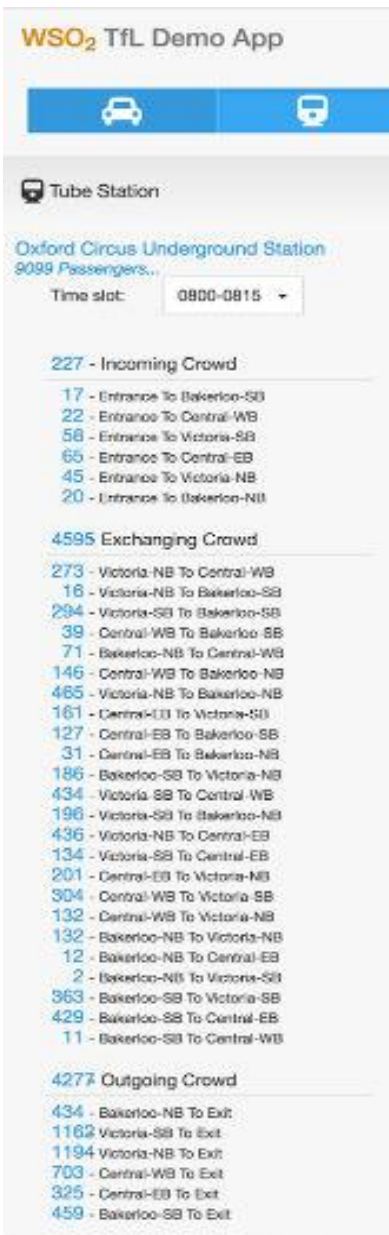 WSO2 TfL Demo App
Tube Station
Oxford Circus Underground Station
9099 Passengers...
Time slot: 0800-0815
227 - Incoming Crowd
17 - Entrance To Bakerloo-SB
22 - Entrance To Central-WB
58 - Entrance To Victoria-SB
65 - Entrance To Central-EB
45 - Entrance To Victoria-NB
20 - Entrance To Bakerloo-NB
4595 Exchanging Crowd
273 - Victoria-NB To Central-WB
16 - Victoria-NB To Bakerloo-SB
294 - Victoria-SB To Bakerloo-SB
39 - Central-WB To Bakerloo-SB
71 - Bakerloo-NB To Central-WB
146 - Central-WB To Bakerloo-NB
465 - Victoria-NB To Bakerloo-NB
161 - Central-EB To Victoria-SB
127 - Central-EB To Bakerloo-SB
31 - Central-EB To Bakerloo-NB
186 - Bakerloo-SB To Victoria-NB
434 - Victoria-SB To Central-WB
196 - Victoria-SB To Bakerloo-NB
436 - Victoria-NB To Central-EB
134 - Victoria-SB To Central-EB
201 - Central-EB To Victoria-NB
304 - Central-WB To Victoria-SB
132 - Central-WB To Victoria-NB
132 - Bakerloo-NB To Victoria-NB
12 - Bakerloo-NB To Central-EB
2 - Bakerloo-NB To Victoria-SB
363 - Bakerloo-SB To Victoria-SB
429 - Bakerloo-SB To Central-EB
11 - Bakerloo-SB To Central-WB
4277 Outgoing Crowd
434 - Bakerloo-NB To Exit
1162 Victoria-SB To Exit
1194 Victoria-NB To Exit
703 - Central-WB To Exit
325 - Central-EB To Exit
459 - Bakerloo-SB To Exit